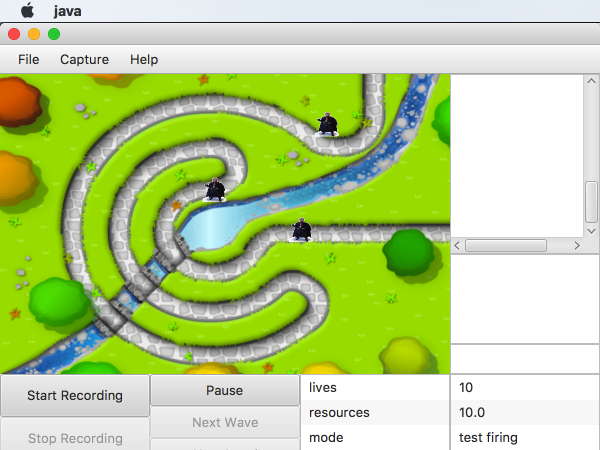 java
File Capture Help
Start Recording
Pause
lives 10
Next Wave
resources 10.0
Stop Recording
mode test firing